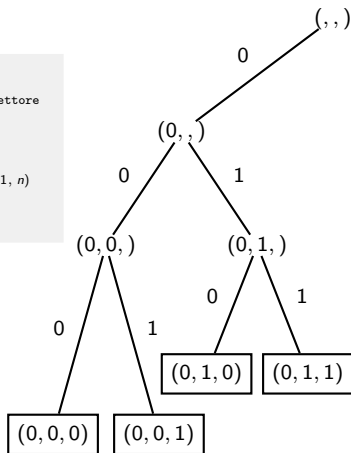 (, , )
0
ettore
(0, , )
1, n)
0
1
(0, 0, )
(0, 1, )
0
1
0
1
(0, 1, 0)
(0, 1, 1)
(0, 0, 0)
(0, 0, 1)